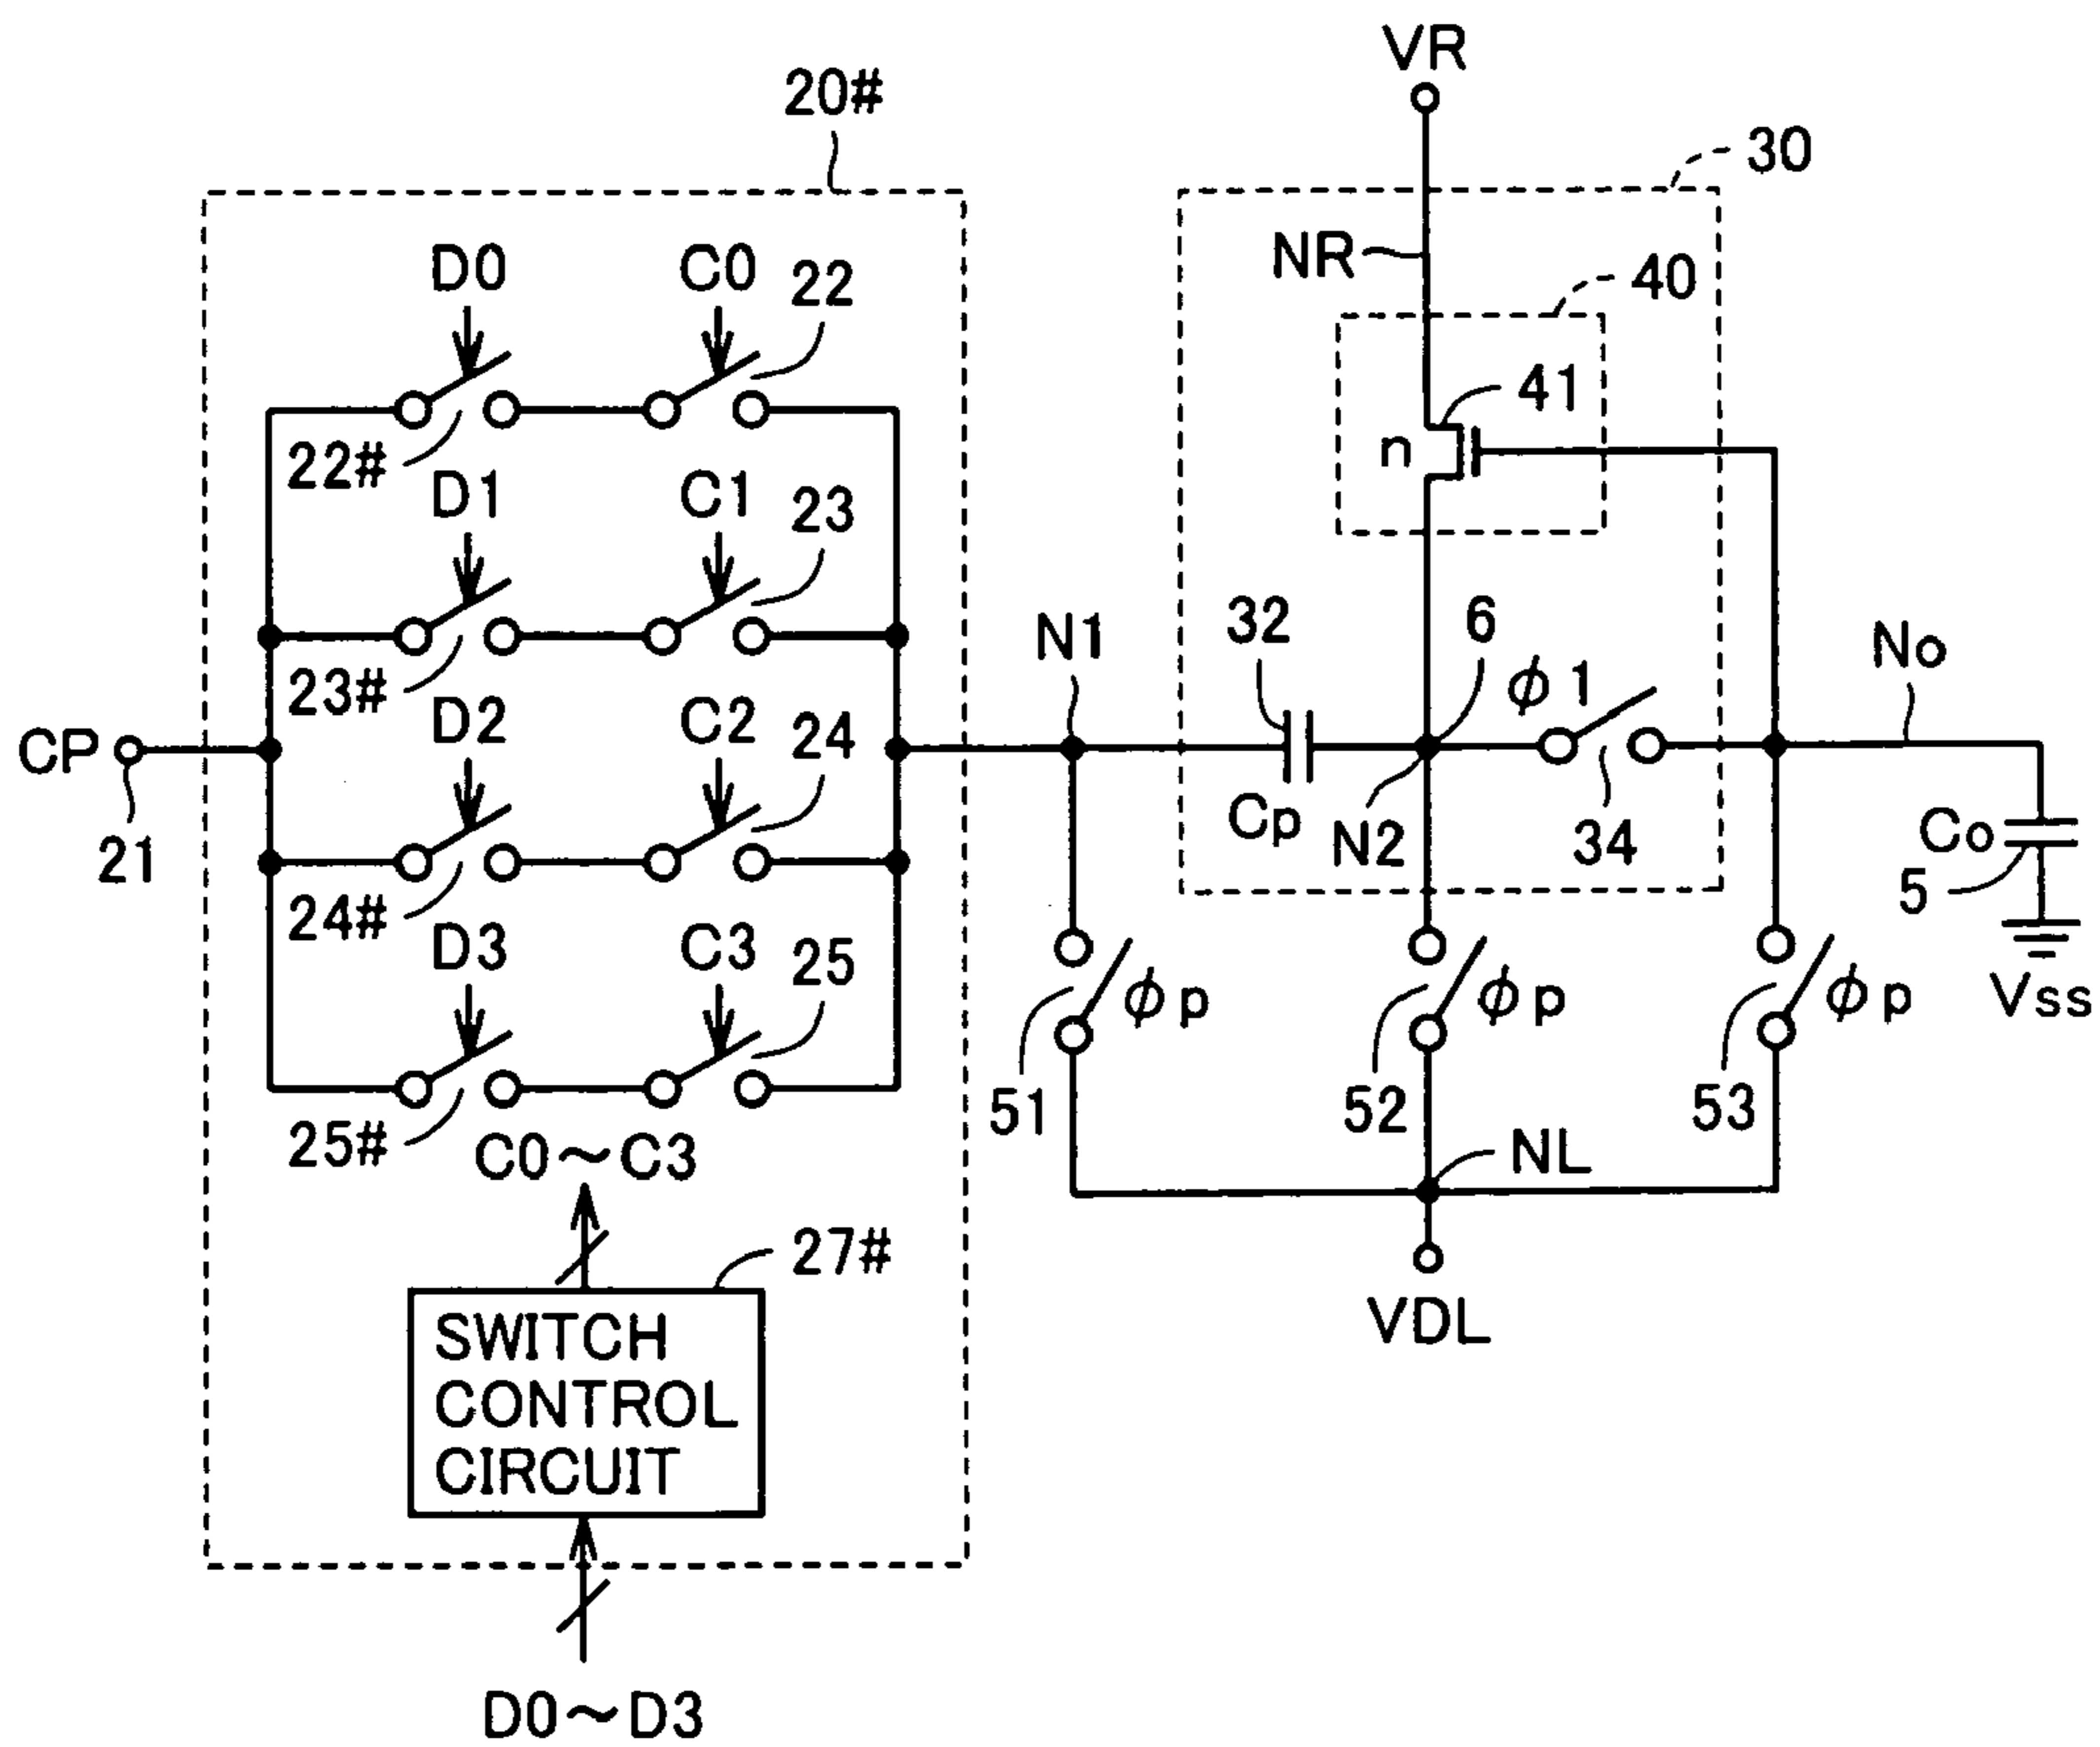 VR
20#
30
NR
40
D0
C0
22
41
n
22#
D1
C1
23
23#
D2
C2
24
N1
32
6
φ1
No
CP
21
24#
D3
C3
25
Cp
N2
34
Co
5
Vss
25#
51
φp
52
φp
53
φp
C0~C3
NL
27#
VDL
SWITCH
CONTROL
CIRCUIT
D0~D3